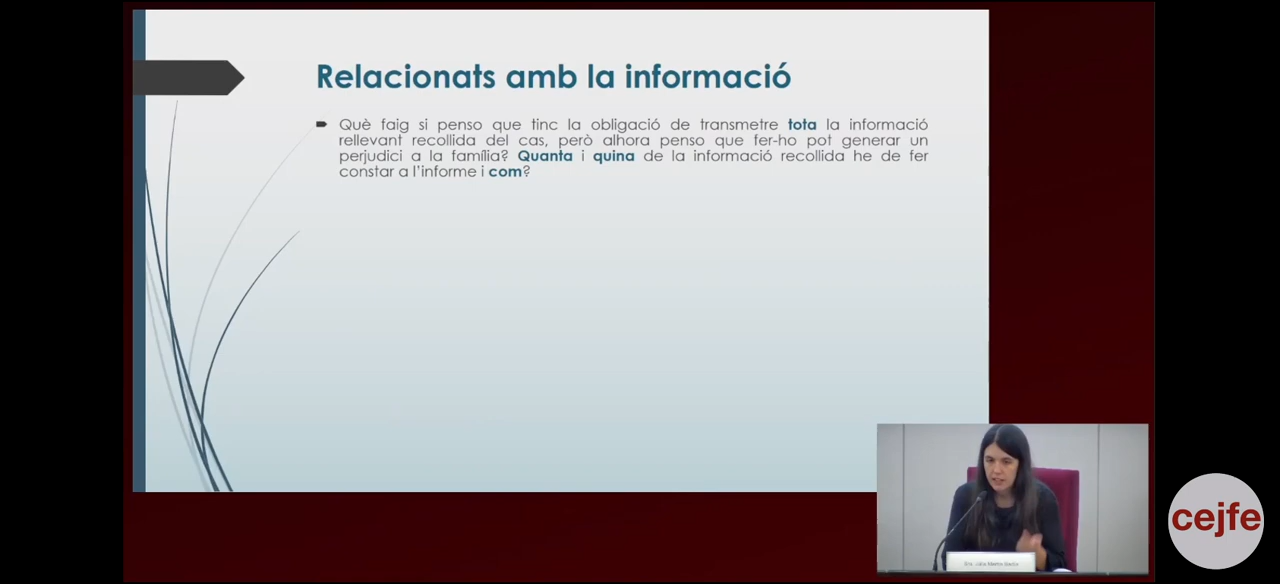 Relacionats amb la informació
Què faig si penso que tinc la obligació de transmetre tota la informació
rellevant recollida del cas, però alhora penso que fer-ho pot generar un
perjudici a la família? Quanta i quina de la informació recollida he de fer
constar a l'informe i com?
cejfe